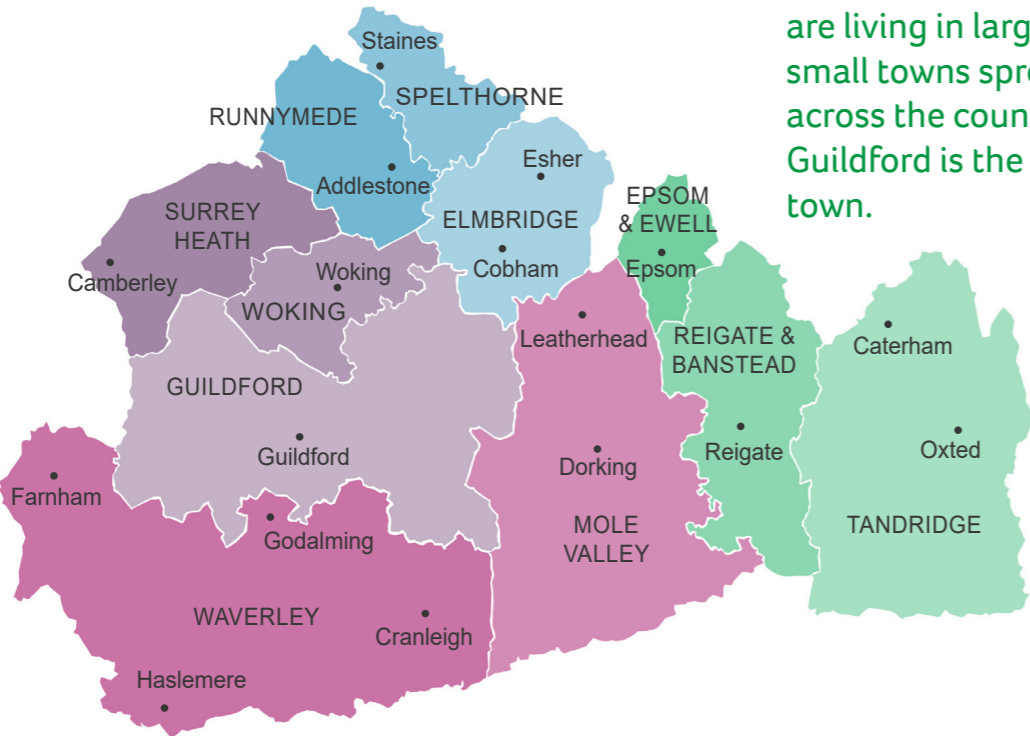 are living in larg
small towns spre
across the coun
Guildford is the
town.
Staines
SPELTHORNE
RUNNYMEDE
Addlestone
Esher
ELMBRIDGE
Cobham
EPSOM
& EWELL
Epsom
SURREY
HEATH
Camberley
Woking
WOKING
Leatherhead
REIGATE &
BANSTEAD
Caterham
GUILDFORD
Guildford
Dorking
Reigate
Oxted
Farnham
Godalming
MOLE
VALLEY
TANDRIDGE
WAVERLEY
Cranleigh
Haslemere